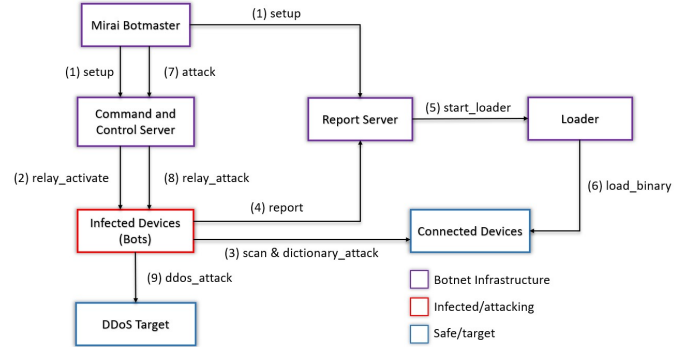 Mirai Botmaster
(1) setup
(1) setup
(7) attack
Command and
Control Server
Report Server
(5) start_loader
Loader
(2) relay_activate
(8) relay_attack
(6) load_binary
(4) report
Infected Devices
(Bots)
Connected Devices
(3) scan & dictionary_attack
(9) ddos_attack
Botnet Infrastructure
Infected/attacking
Safe/target
DDoS Target